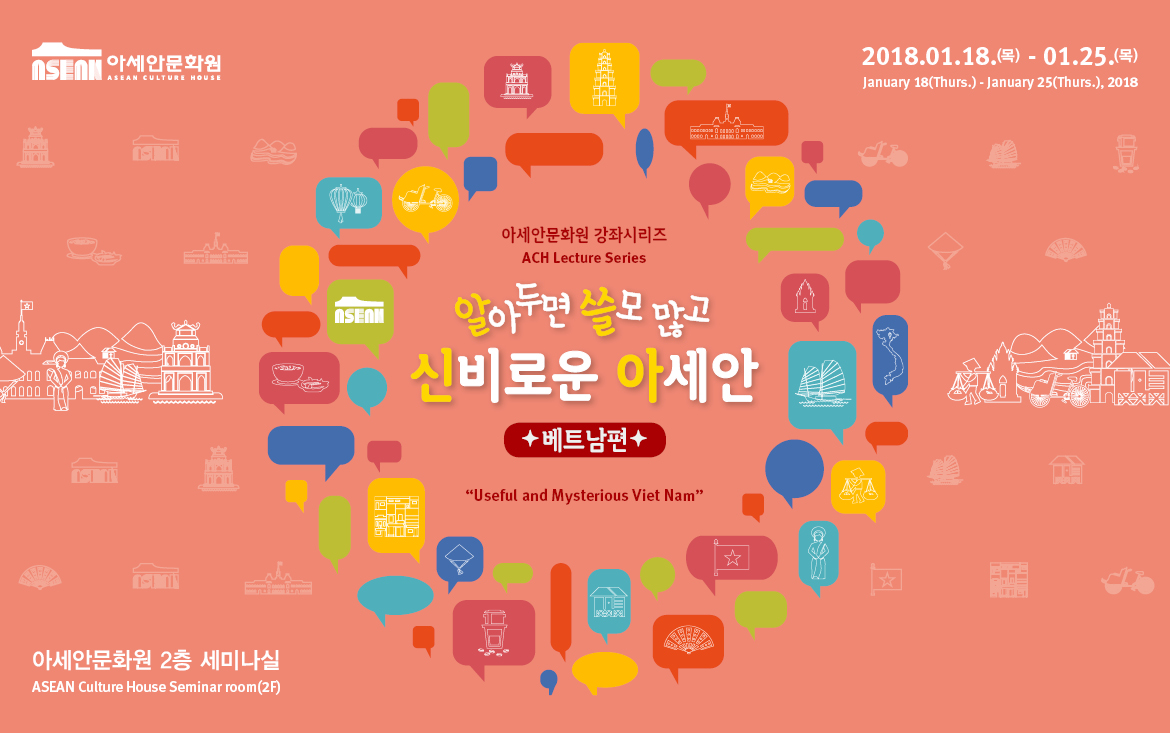 ASEAN 아세안문화원
ASEAN CULTURE HOUSE
2018.01.18.(목) - 01.25.(목)
January 18(Thurs.) - January 25(Thurs.), 2018
아세안문화원 강좌시리즈
ACH Lecture Series
알아두면 쓸모 많고
신비로운 아세안
베트남편
“Useful and Mysterious Viet Nam”
ASEAN
아세안문화원 2층 세미나실
ASEAN Culture House Seminar room(2F)